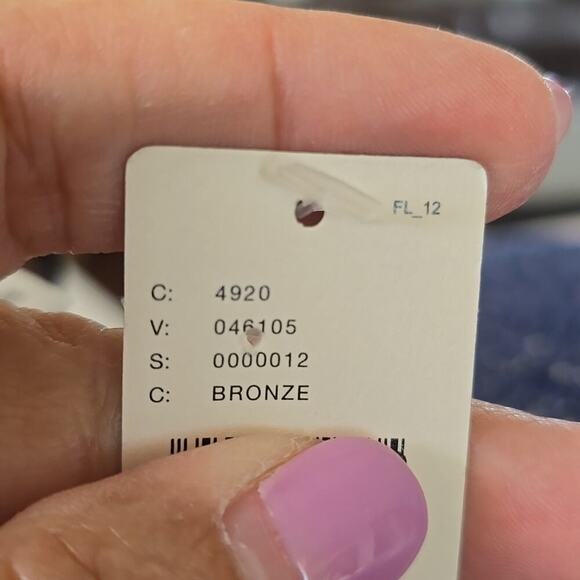 FL_12
C: 4920
V: 046105
S: 0000012
C: BRONZE